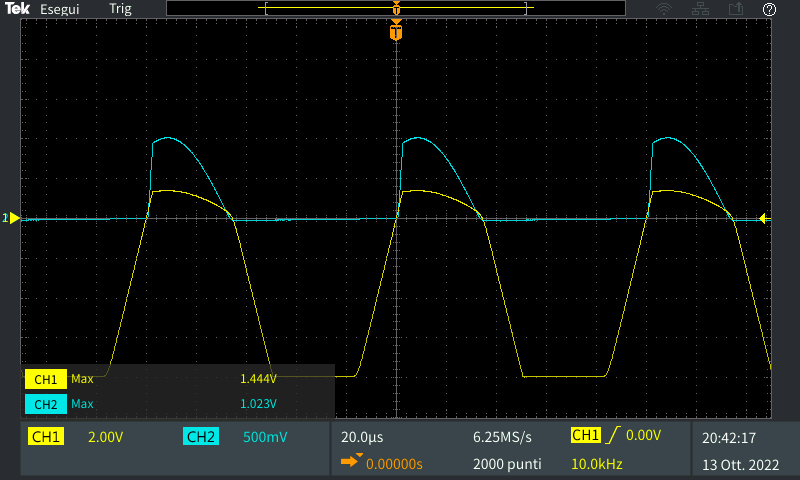 Tek Esegui Trig
T
T
1
CH1 Max 1.444V
CH2 Max 1.023V
CH1 2.00V CH2 500mV 20.0µs 6.25MS/s CH1 0.00V 20:42:17
0.00000s 2000 punti 10.0kHz 13 Ott. 2022